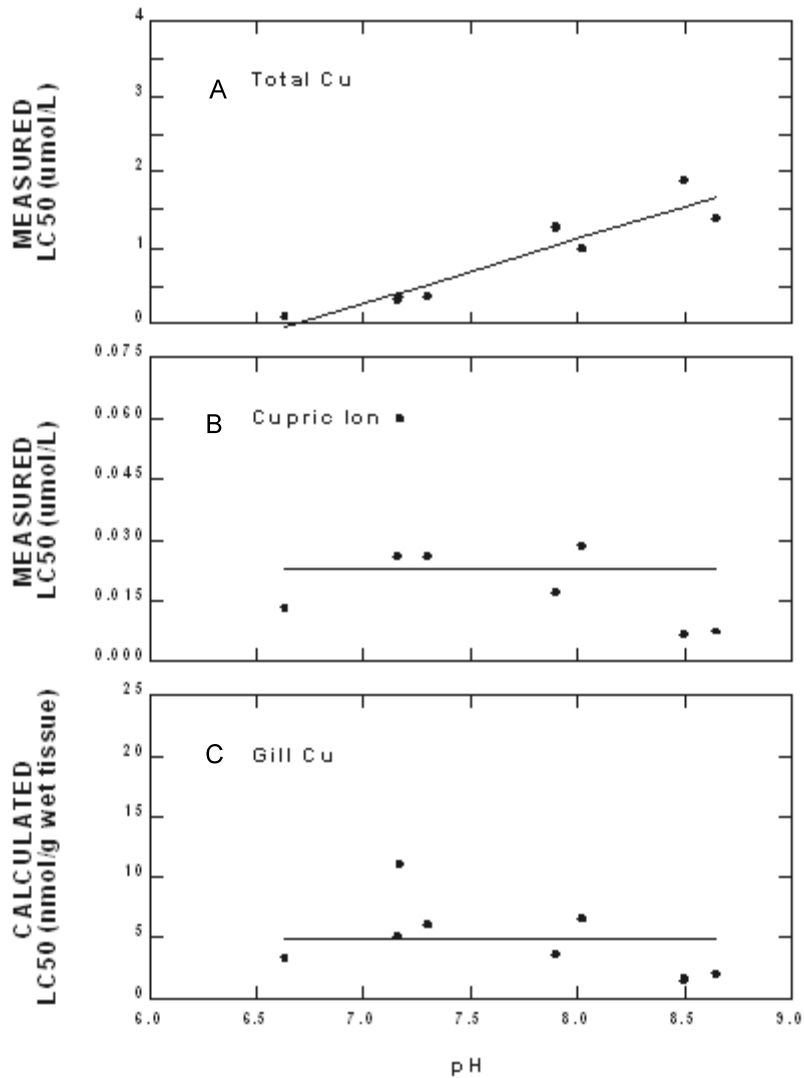 4
3
2
1
0
MEASURED
LC50 (umol/L)
A Total Cu
0.075
0.060
0.045
0.030
0.015
0.000
MEASURED
LC50 (umol/L)
B Cupric Ion
25
20
15
10
5
0
CALCULATED
LC50 (nmol/g wet tissue)
C Gill Cu
6.0 6.5 7.0 7.5 8.0 8.5 9.0
pH